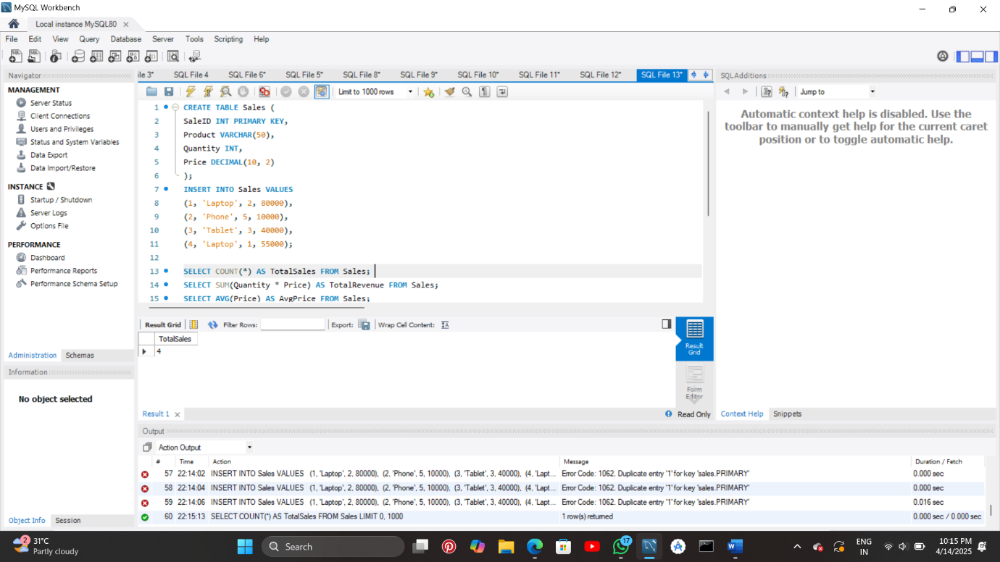 MySQL Workbench
Local instance MySQL80
File Edit View Query Database Server Tools Scripting Help
Navigator
MANAGEMENT
Server Status
Client Connections
Users and Privileges
Status and System Variables
Data Export
Data Import/Restore
INSTANCE
Startup / Shutdown
Server Logs
Options File
PERFORMANCE
Dashboard
Performance Reports
Performance Schema Setup
Administration Schemas
Information
No object selected
Object Info Session
ile 3* SQL File 4 SQL File 6* SQL File 5* SQL File 8* SQL File 9* SQL File 10* SQL File 11* SQL File 12* SQL File 13*
Limit to 1000 rows
1 CREATE TABLE Sales (
2 SaleID INT PRIMARY KEY,
3 Product VARCHAR(50),
4 Quantity INT,
5 Price DECIMAL(10, 2)
6 );
7 INSERT INTO Sales VALUES
8 (1, 'Laptop', 2, 80000),
9 (2, 'Phone', 5, 10000),
10 (3, 'Tablet', 3, 40000),
11 (4, 'Laptop', 1, 55000);
12
13 SELECT COUNT(*) AS TotalSales FROM Sales;
14 SELECT SUM(Quantity * Price) AS TotalRevenue FROM Sales;
15 SELECT AVG(Price) AS AvgPrice FROM Sales;
Result Grid Filter Rows: Export: Wrap Cell Content:
TotalSales
4
Result Grid
Form Editor
Result 1 Read Only
SQLAdditions
Jump to
Automatic context help is disabled. Use the
toolbar to manually get help for the current caret
position or to toggle automatic help.
Context Help Snippets
Output
Action Output
# Time Action Message Duration / Fetch
57 22:14:02 INSERT INTO Sales VALUES (1, 'Laptop', 2, 80000), (2, 'Phone', 5, 10000), (3, 'Tablet', 3, 40000), (4, 'Lapt... Error Code: 1062. Duplicate entry '1' for key 'sales.PRIMARY' 0.000 sec
58 22:14:04 INSERT INTO Sales VALUES (1, 'Laptop', 2, 80000), (2, 'Phone', 5, 10000), (3, 'Tablet', 3, 40000), (4, 'Lapt... Error Code: 1062. Duplicate entry '1' for key 'sales.PRIMARY' 0.000 sec
59 22:14:06 INSERT INTO Sales VALUES (1, 'Laptop', 2, 80000), (2, 'Phone', 5, 10000), (3, 'Tablet', 3, 40000), (4, 'Lapt... Error Code: 1062. Duplicate entry '1' for key 'sales.PRIMARY' 0.016 sec
60 22:15:13 SELECT COUNT(*) AS TotalSales FROM Sales LIMIT 0, 1000 1 row(s) returned 0.000 sec / 0.000 sec
2
31°C
Partly cloudy
Search
17
ENG
IN
10:15 PM
4/14/2025